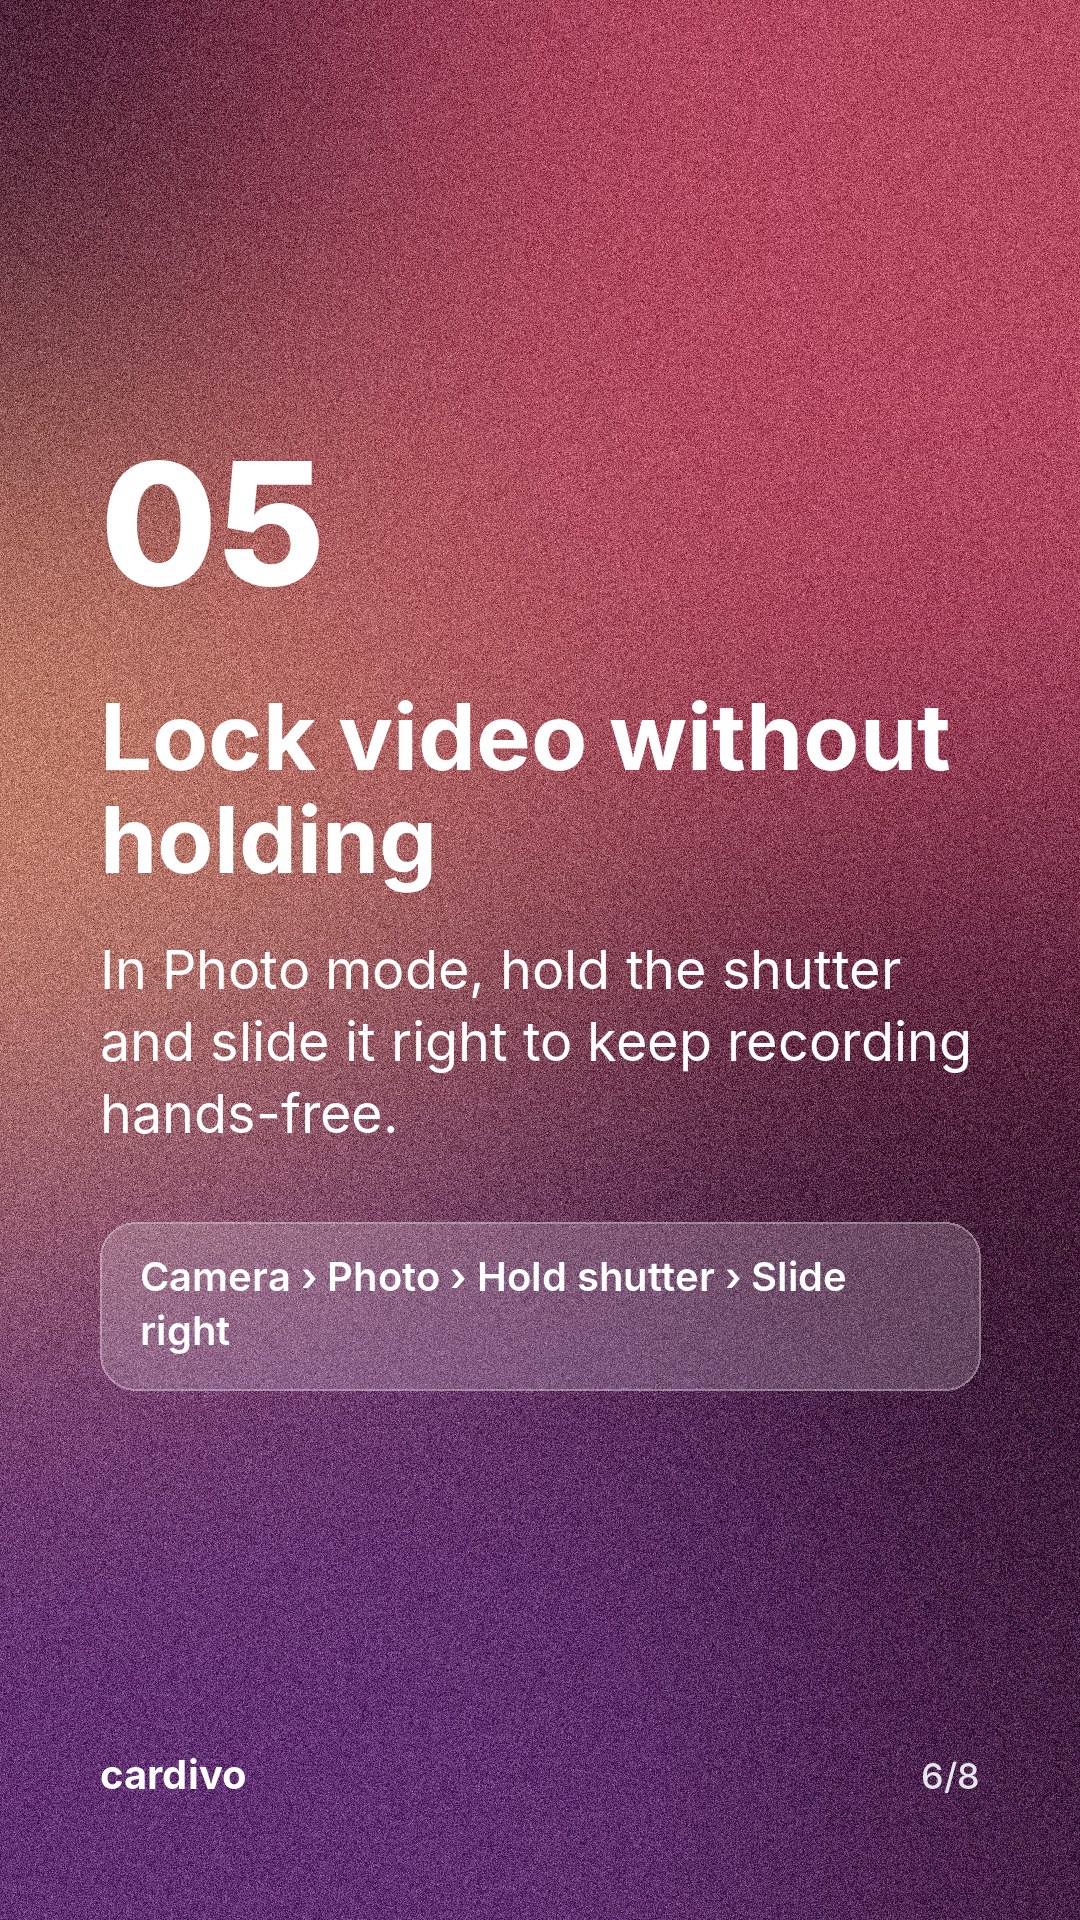 05
Lock video without
holding
In Photo mode, hold the shutter
and slide it right to keep recording
hands-free.
Camera › Photo › Hold shutter › Slide
right
cardivo
6/8